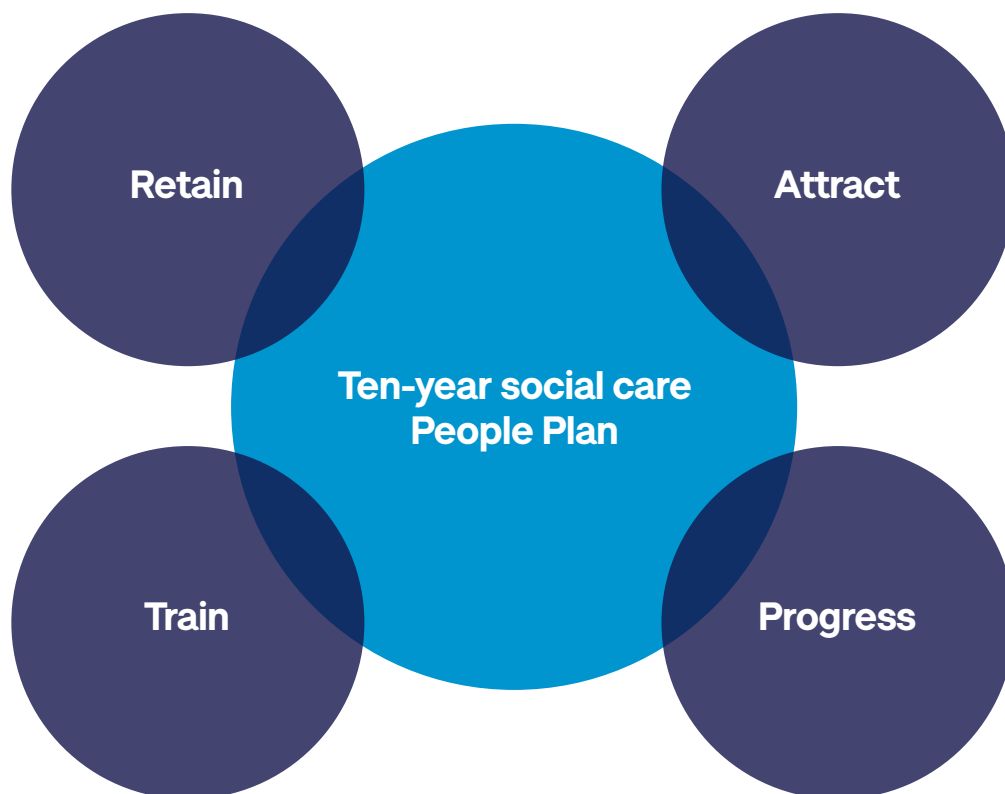 Retain
Attract
Ten-year social care
People Plan
Train
Progress